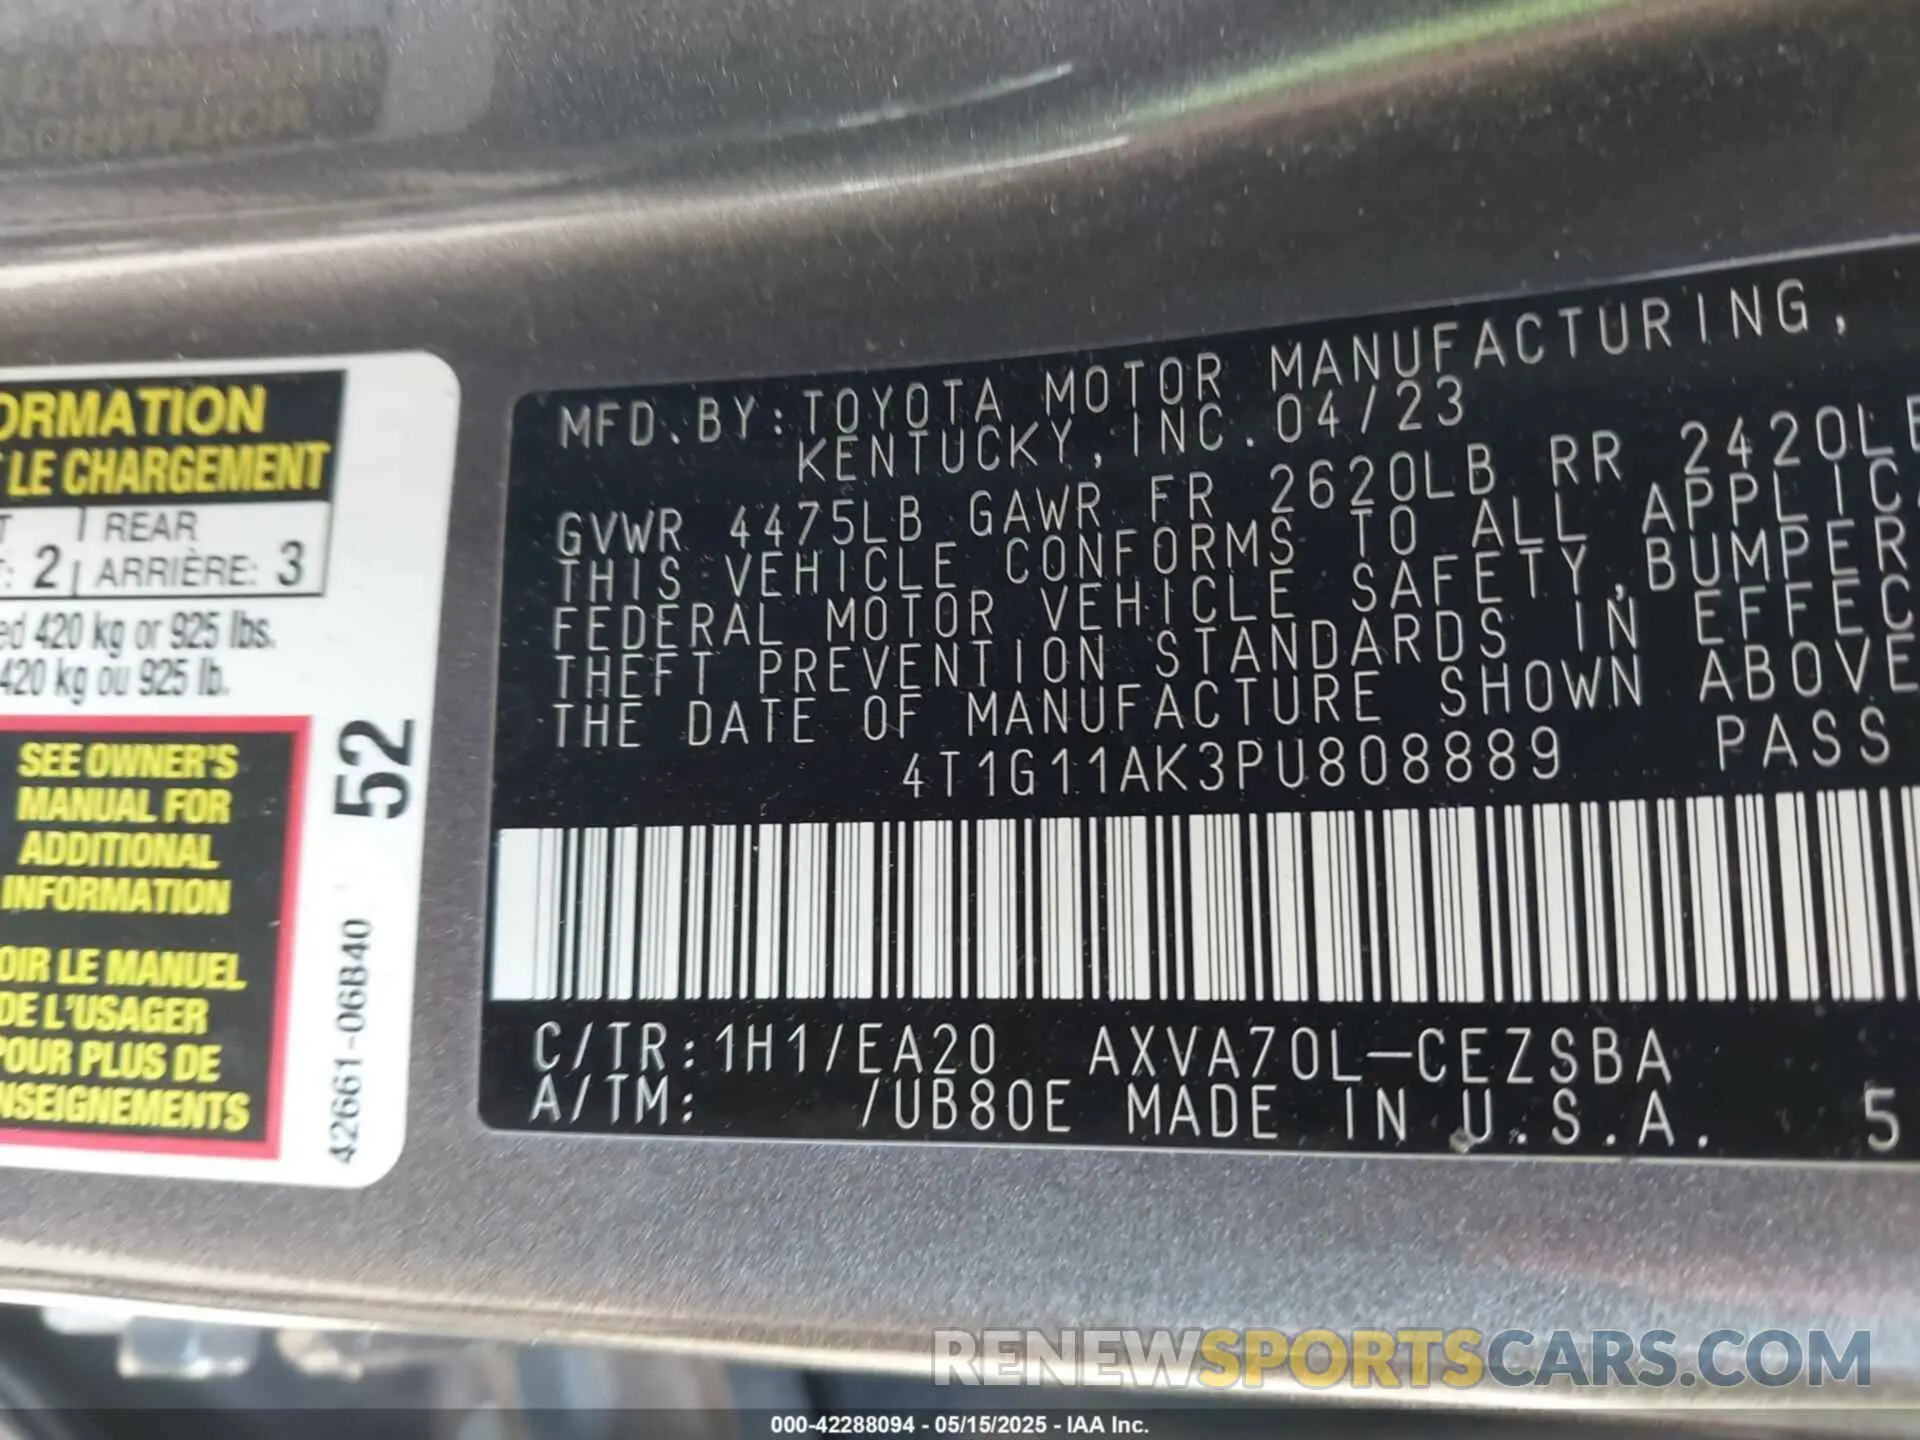 ORMATION
LE CHARGEMENT
REAR
: 2 ARRIÈRE: 3
ed 420 kg or 925 lbs.
420 kg ou 925 lb.
SEE OWNER'S
MANUAL FOR
ADDITIONAL
INFORMATION
OIR LE MANUEL
DE L'USAGER
POUR PLUS DE
NSEIGNEMENTS
52
42661-06B40
MFD.BY:TOYOTA MOTOR MANUFACTURING,
KENTUCKY, INC. 04/23
GVWR 4475LB GAWR FR 2620LB RR 2420LB
THIS VEHICLE CONFORMS TO ALL APPLICA
FEDERAL MOTOR VEHICLE SAFETY,BUMPER
THEFT PREVENTION STANDARDS IN EFFEC
THE DATE OF MANUFACTURE SHOWN ABOVE
4T1G11AK3PU808889 PASS
C/TR:1H1/EA20 AXVA70L-CEZSBA
A/TM: /UB80E MADE IN U.S.A. 5
RENEWSPORTSCARS.COM
000-42288094 - 05/15/2025 - IAA Inc.